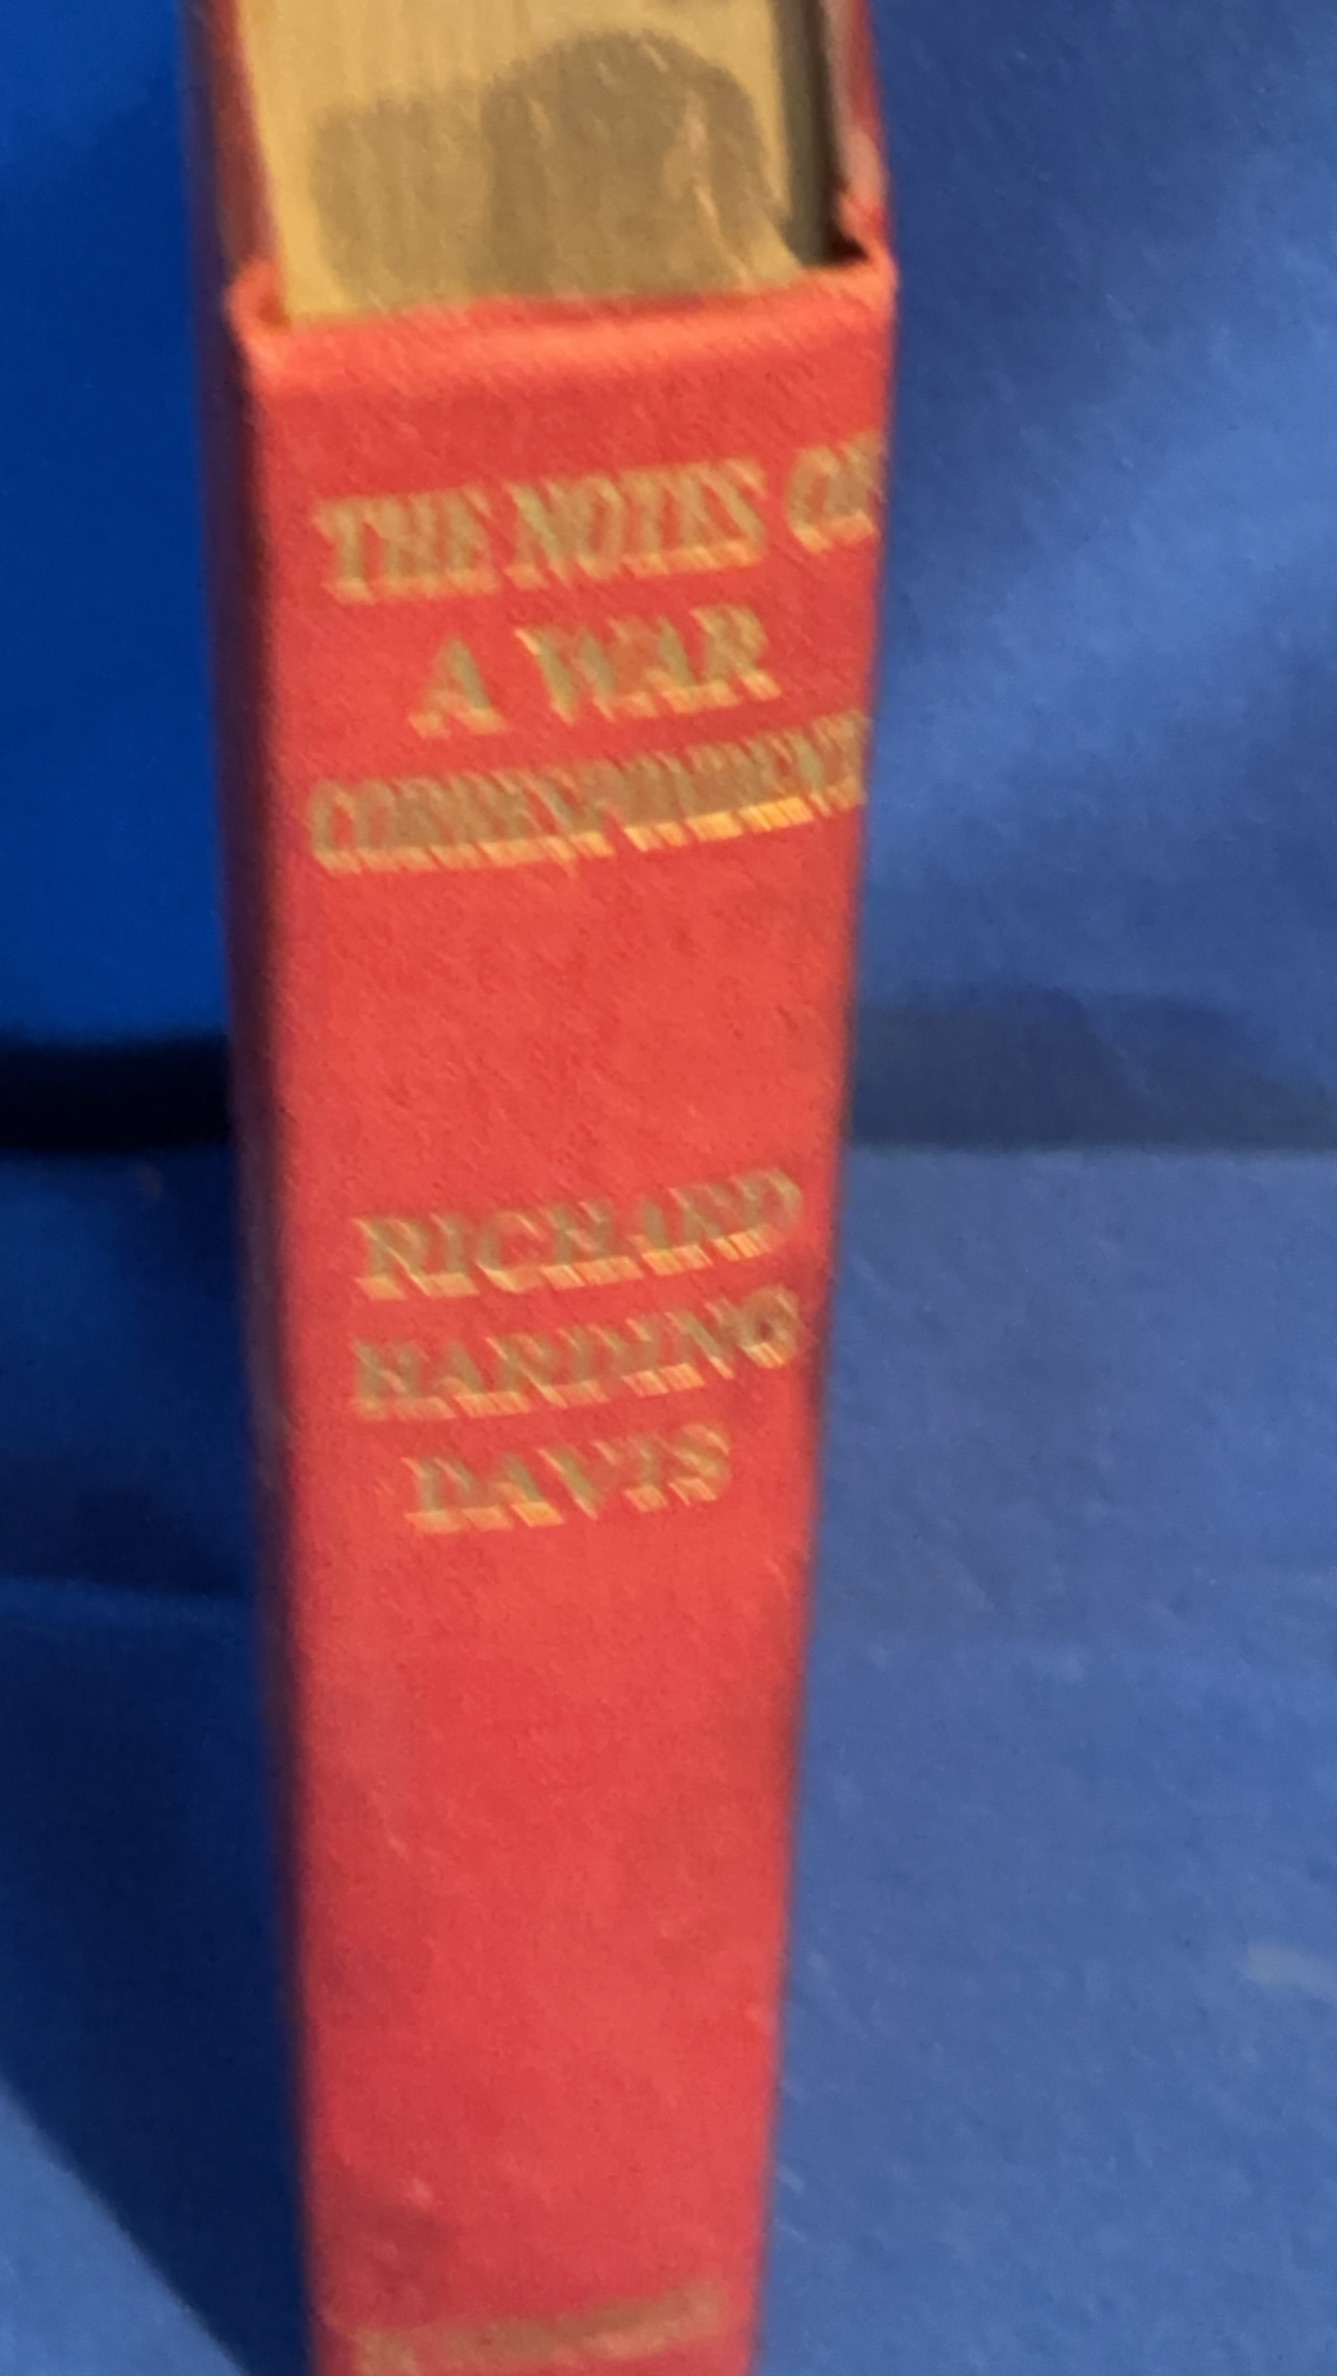 THE NOTES OF
A WAR
CORRESPONDENT
RICHARD
HARDING
DAVIS